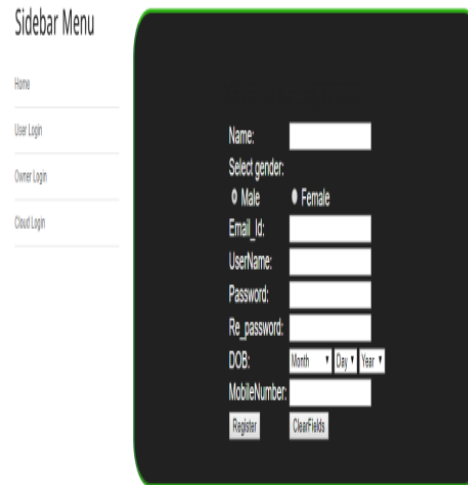 Sidebar Menu
Home
User Login
Owner Login
Cloud Login
Name:
Select gender:
Male Female
Email_Id:
UserName:
Password:
Re_password:
DOB: Month Day Year
MobileNumber:
Register ClearFields